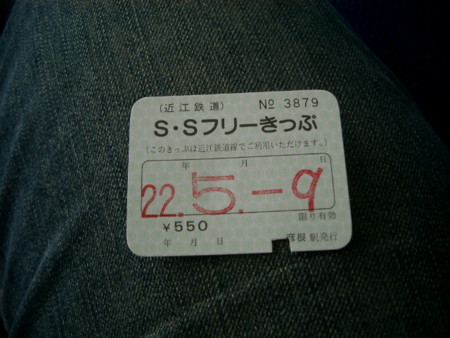 （近江鉄道） № 3879
S・Sフリーきっぷ
（このきっぷは近江鉄道線でご利用いただけます。）
年 月 日
22. 5. -9
限り有効
￥550
年 月 日 彦根 駅発行